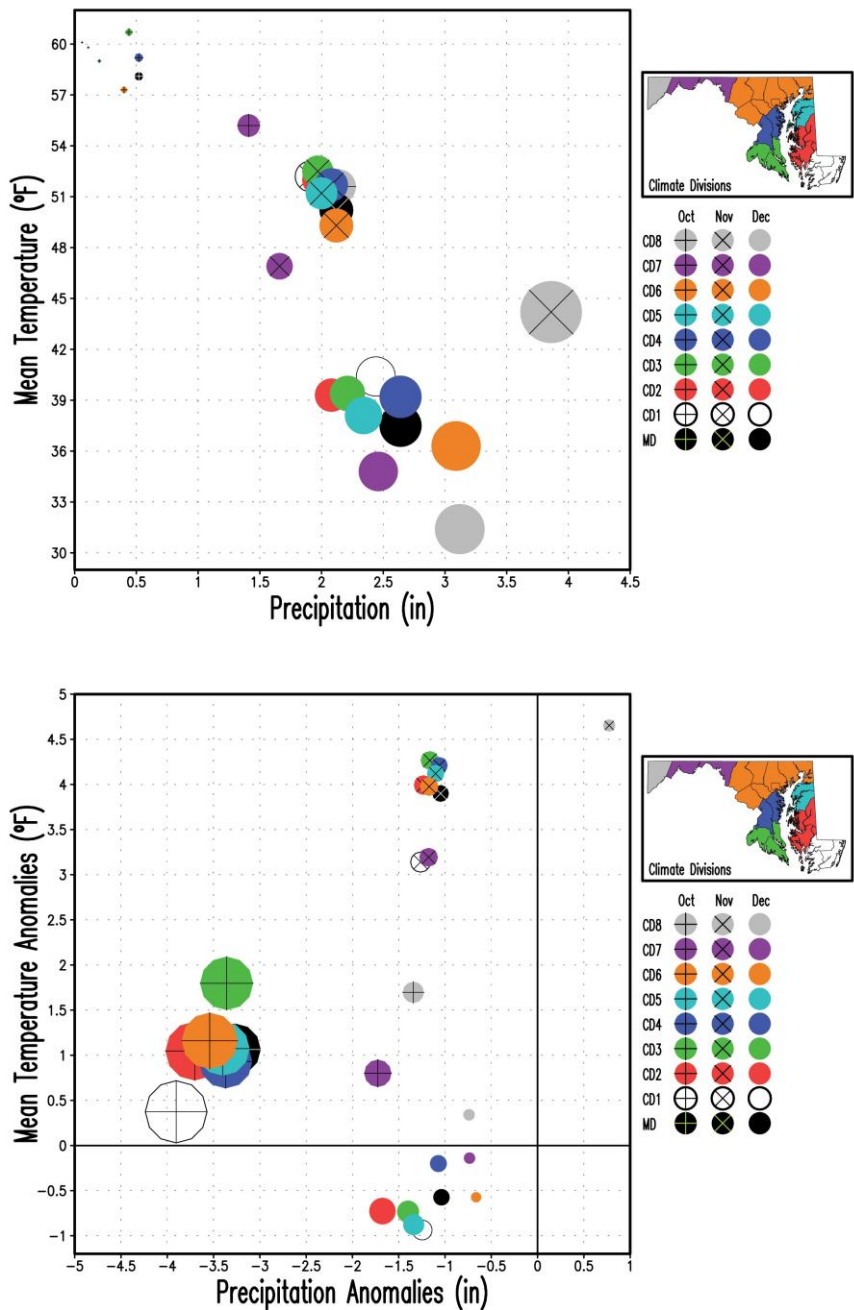 60
57
54
51
48
45
42
39
36
33
30
Mean Temperature (ºF)
0
0.5
1
1.5
2
2.5
3
3.5
4
4.5
Precipitation (in)
Climate Divisions
Oct Nov Dec
CD8
CD7
CD6
CD5
CD4
CD3
CD2
CD1
MD
5
4.5
4
3.5
3
2.5
2
1.5
1
0.5
0
−0.5
−1
Mean Temperature Anomalies (ºF)
−5
−4.5
−4
−3.5
−3
−2.5
−2
−1.5
−1
−0.5
0
0.5
1
Precipitation Anomalies (in)
Climate Divisions
Oct Nov Dec
CD8
CD7
CD6
CD5
CD4
CD3
CD2
CD1
MD